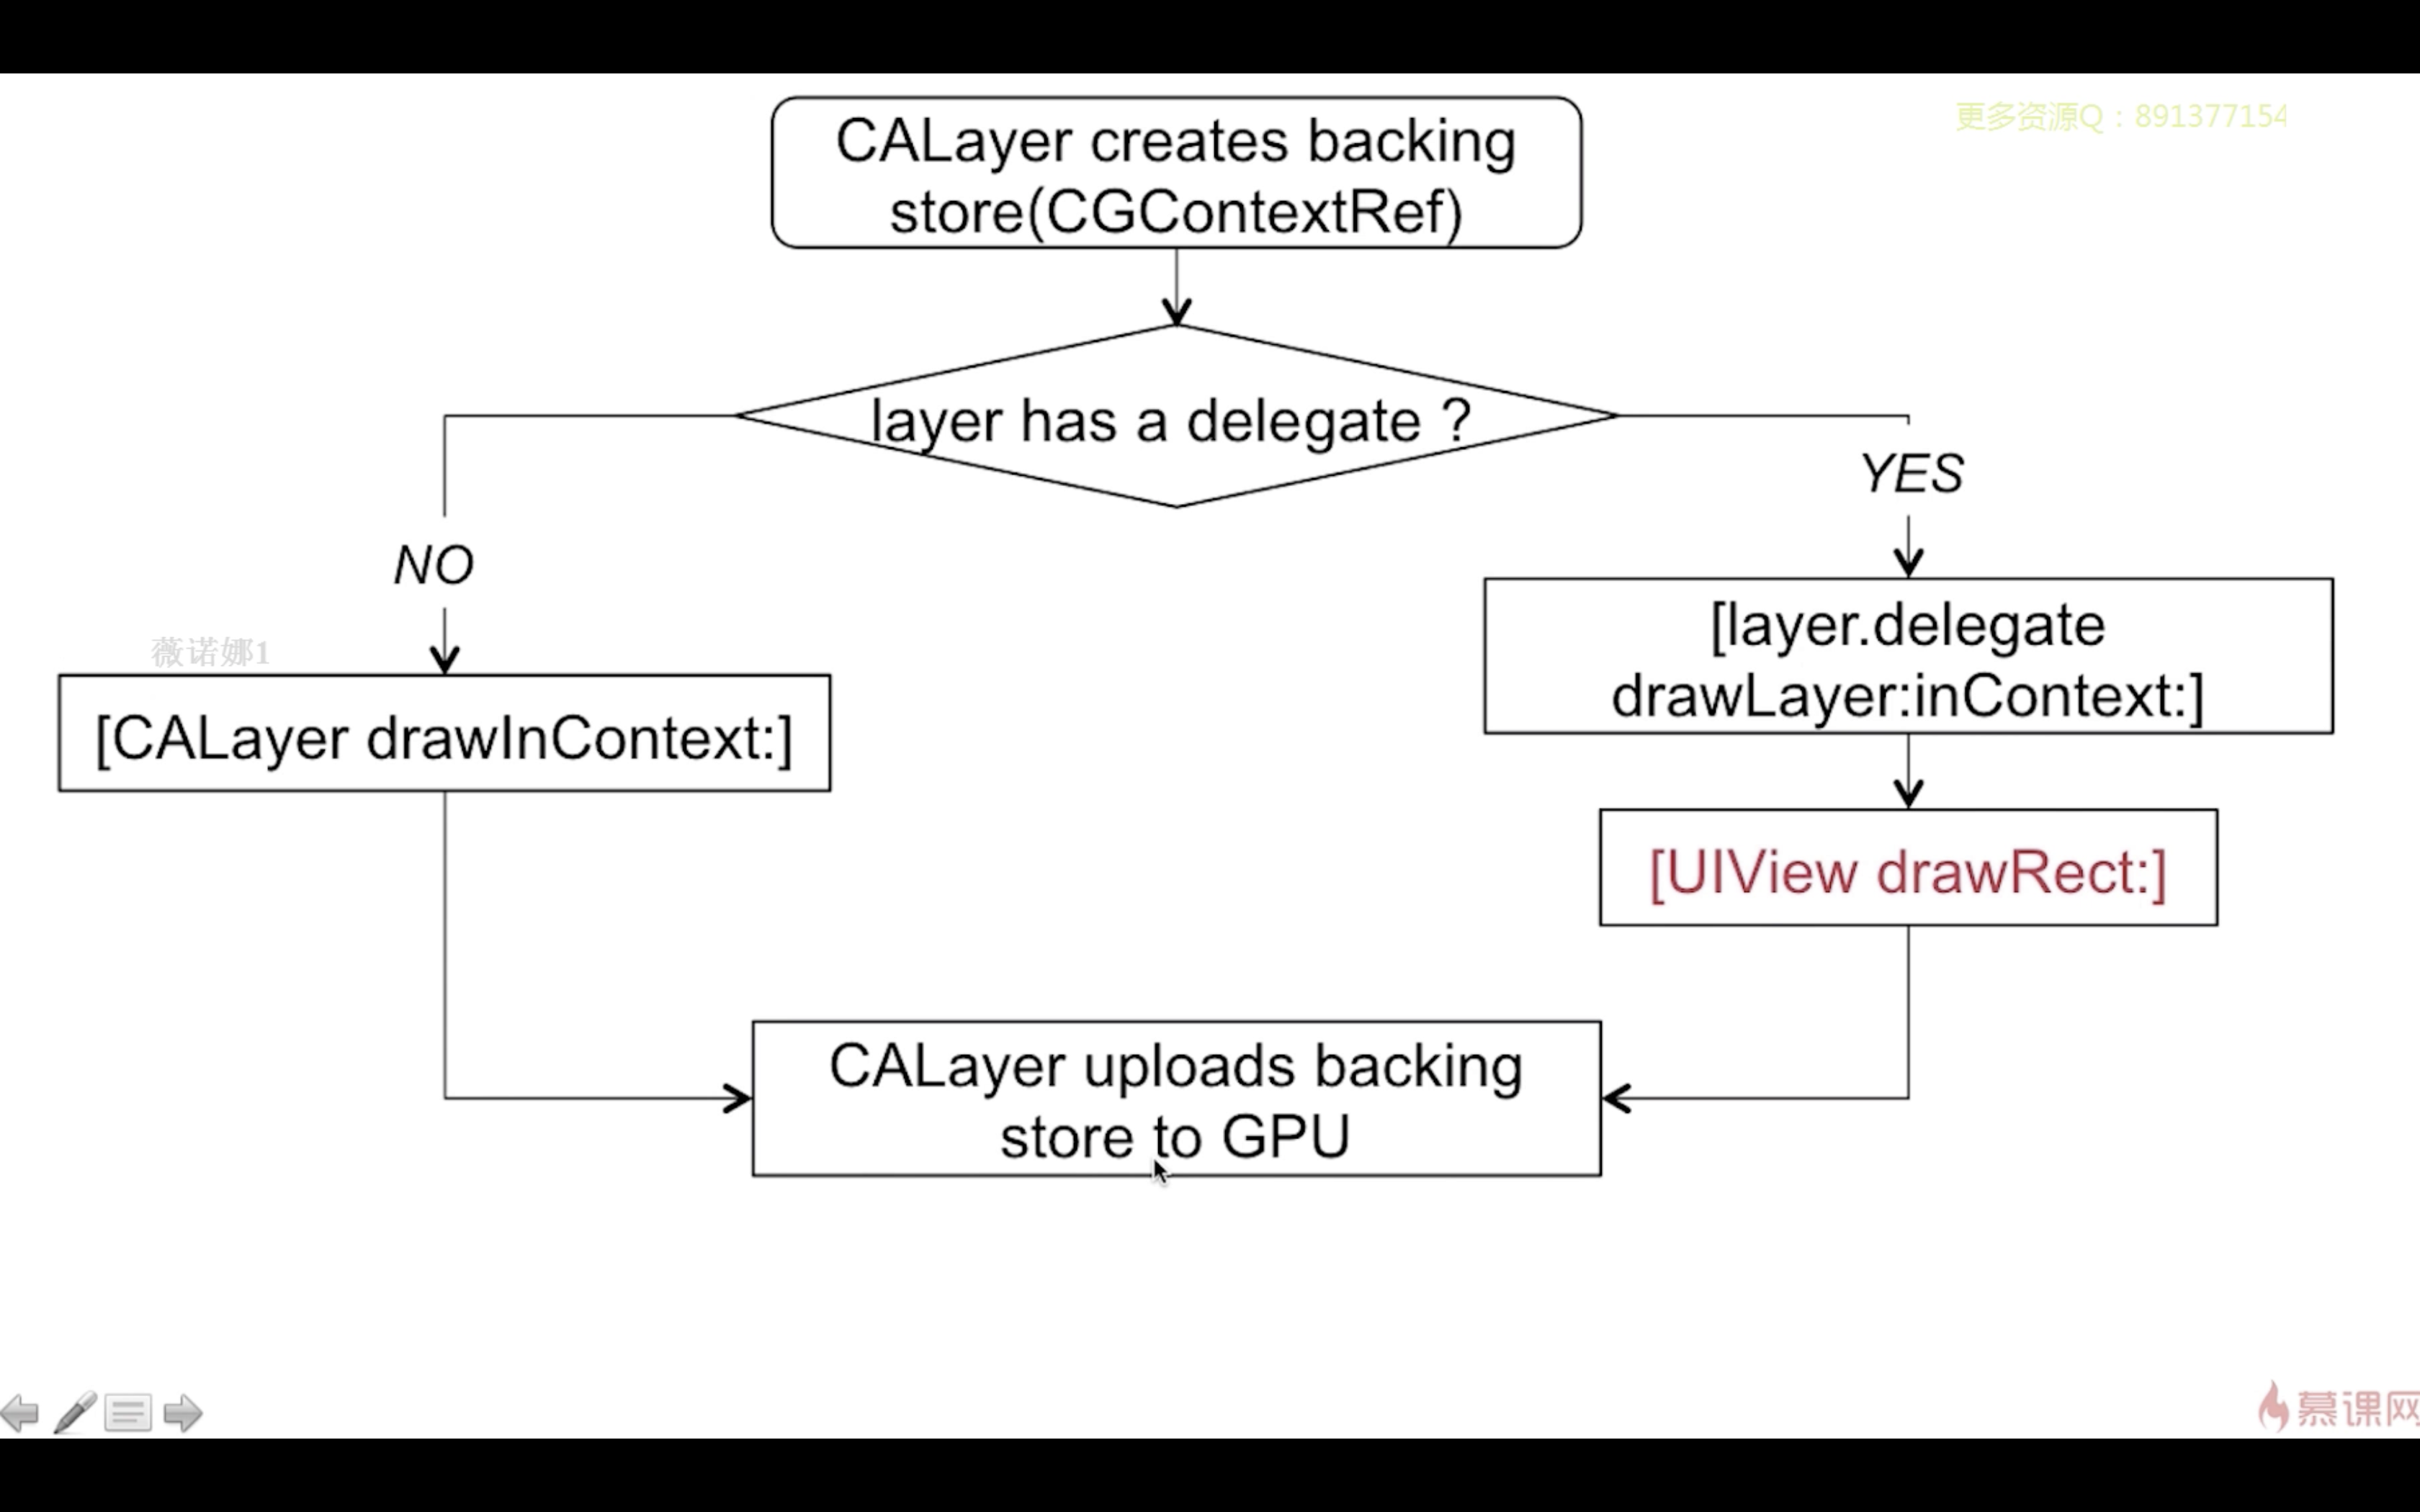 更多资源Q：891377154
CALayer creates backing
store(CGContextRef)
layer has a delegate ?
YES
NO
[layer.delegate
drawLayer:inContext:]
薇诺娜1
[CALayer drawInContext:]
[UIView drawRect:]
CALayer uploads backing
store to GPU
慕课网